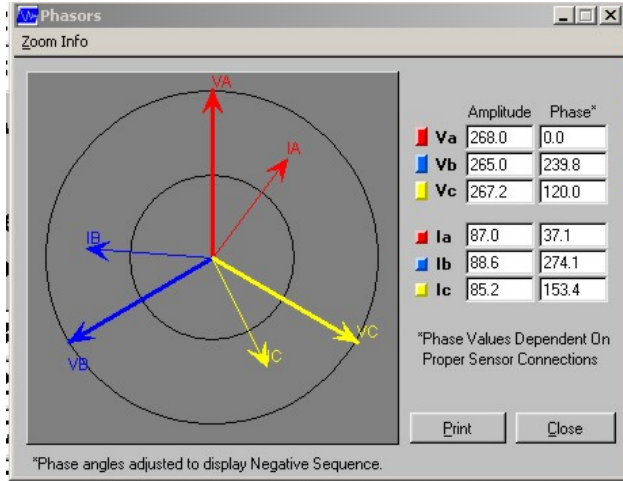 Phasors
Zoom Info
VA
IA
IB
VB
VC
IC
Amplitude Phase*
Va 268.0 0.0
Vb 265.0 239.8
Vc 267.2 120.0
Ia 87.0 37.1
Ib 88.6 274.1
Ic 85.2 153.4
*Phase Values Dependent On
Proper Sensor Connections
Print Close
*Phase angles adjusted to display Negative Sequence.